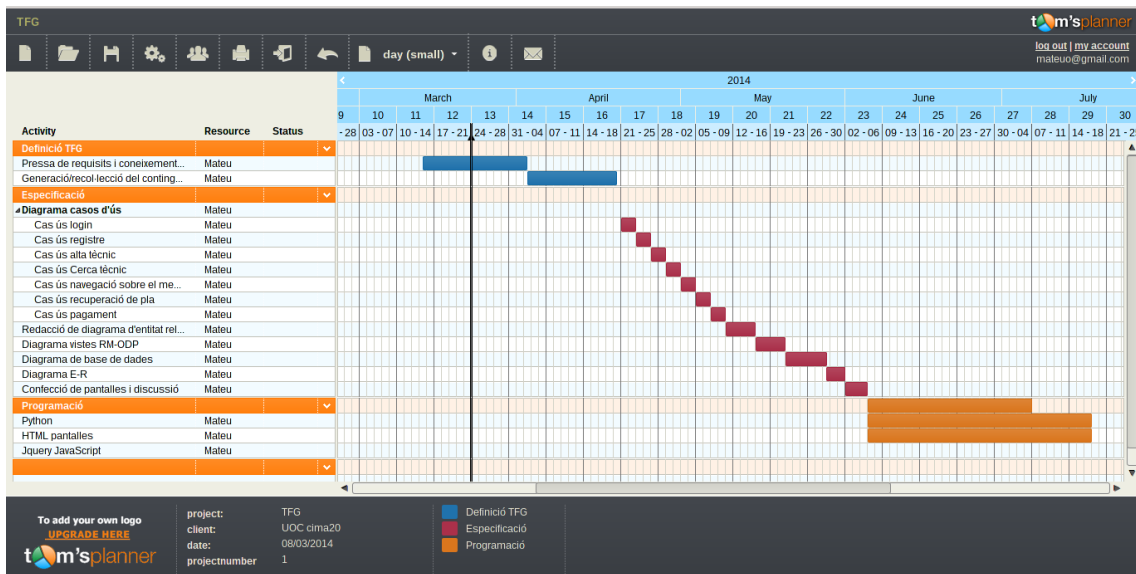 TFG
tom'splanner
day (small)
log out | my account
mateuo@gmail.com
2014
March April May June July
9 10 11 12 13 14 15 16 17 18 19 20 21 22 23 24 25 26 27 28 29 30
Activity Resource Status - 28 03 - 07 10 - 14 17 - 21 24 - 28 31 - 04 07 - 11 14 - 18 21 - 25 28 - 02 05 - 09 12 - 16 19 - 23 26 - 30 02 - 06 09 - 13 16 - 20 23 - 27 30 - 04 07 - 11 14 - 18 21 - 2
Definició TFG
Pressa de requisits i coneixement... Mateu
Generació/recol·lecció del conting... Mateu
Especificació
Diagrama casos d'ús Mateu
Cas ús login Mateu
Cas ús registre Mateu
Cas ús alta tècnic Mateu
Cas ús Cerca tècnic Mateu
Cas ús navegació sobre el me... Mateu
Cas ús recuperació de pla Mateu
Cas ús pagament Mateu
Redacció de diagrama d'entitat rel... Mateu
Diagrama vistes RM-ODP Mateu
Diagrama de base de dades Mateu
Diagrama E-R Mateu
Confecció de pantalles i discussió Mateu
Programació
Python Mateu
HTML pantalles Mateu
Jquery JavaScript Mateu
To add your own logo
UPGRADE HERE
tom'splanner
project: TFG
client: UOC cima20
date: 08/03/2014
projectnumber 1
Definició TFG
Especificació
Programació